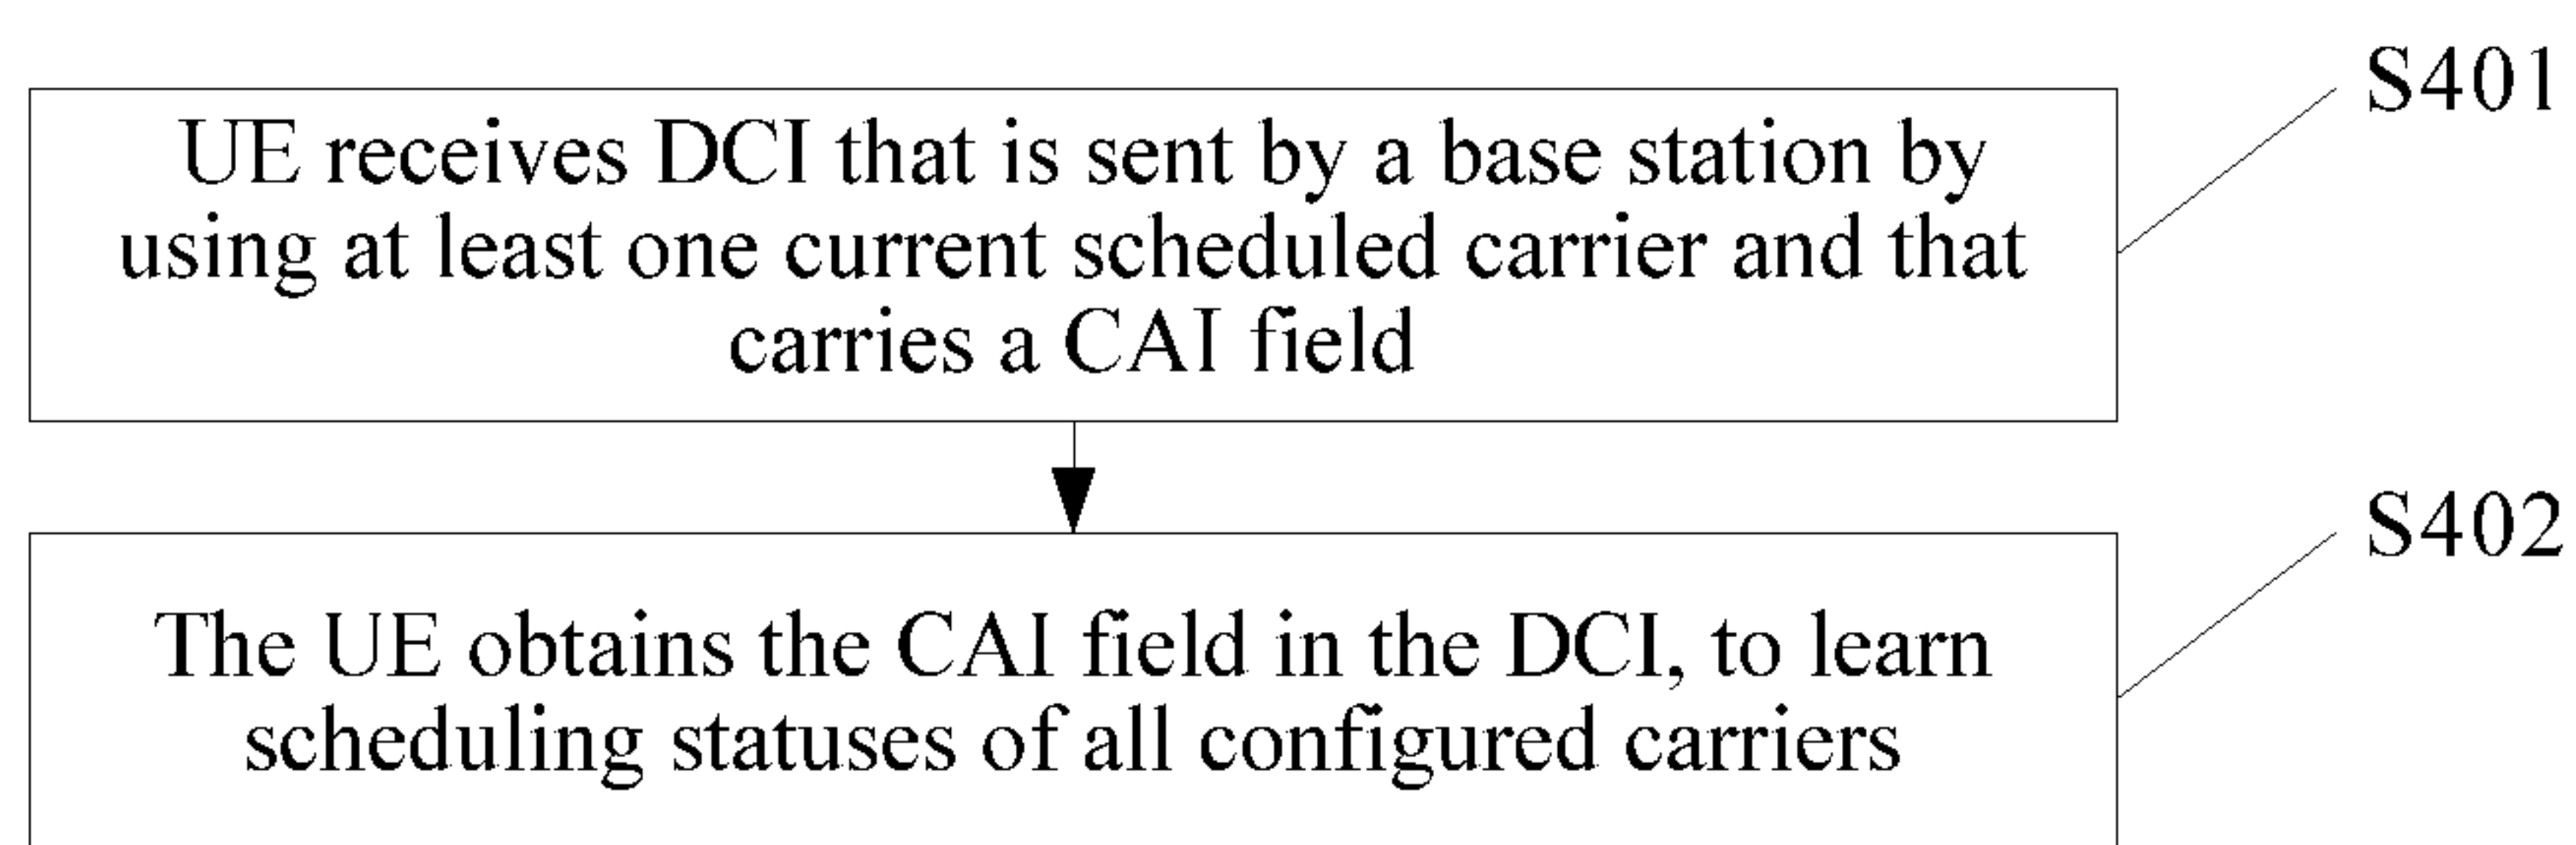 S401
UE receives DCI that is sent by a base station by
using at least one current scheduled carrier and that
carries a CAI field
S402
The UE obtains the CAI field in the DCI, to learn
scheduling statuses of all configured carriers